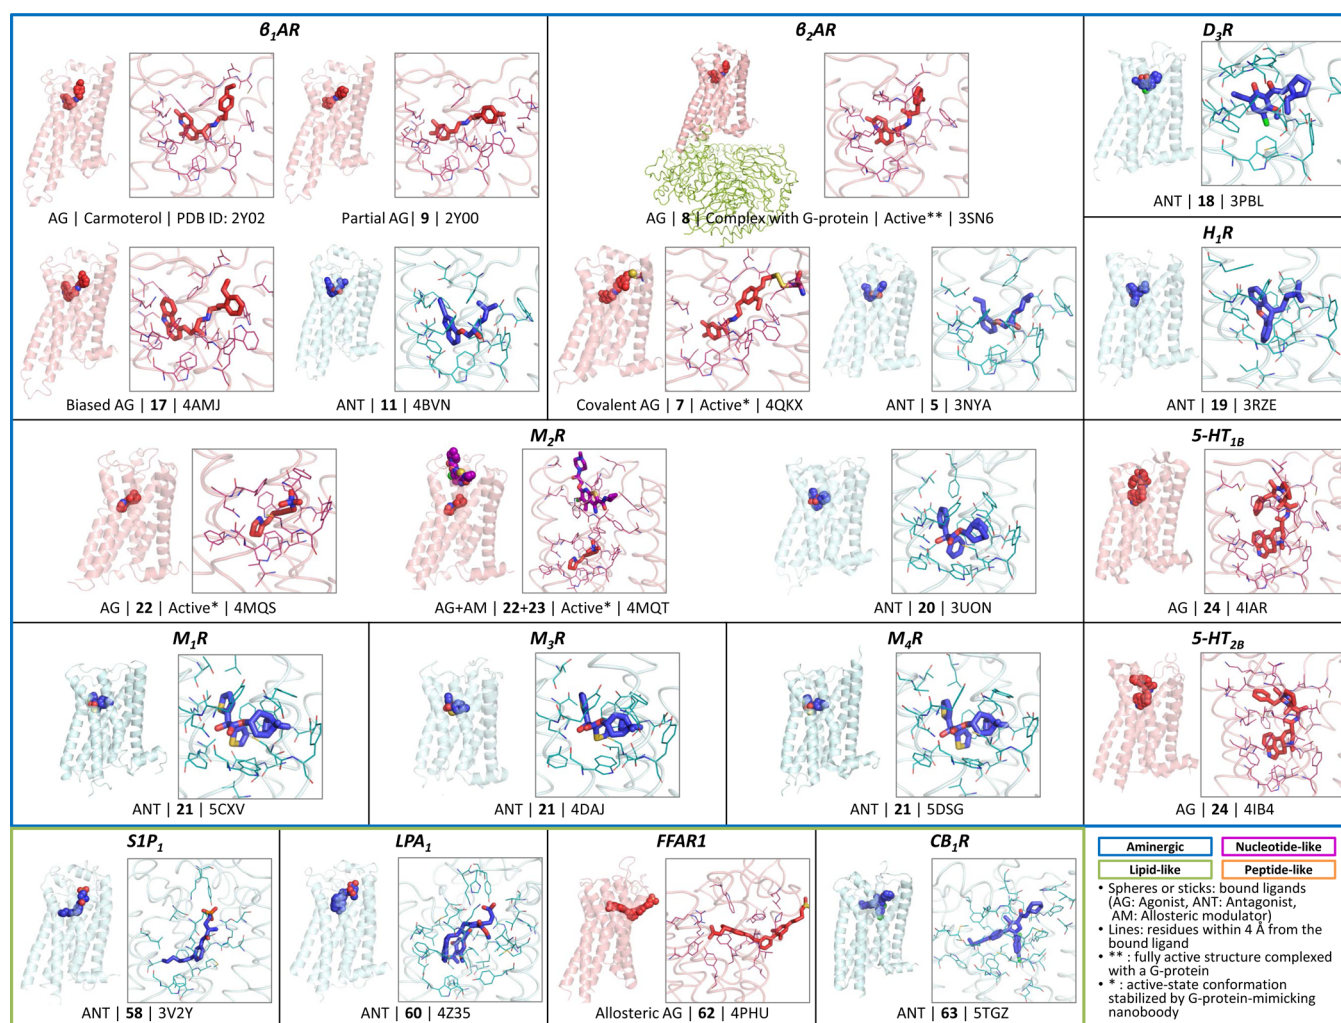 β1AR
β2AR
D3R
AG | Carmoterol | PDB ID: 2Y02
Partial AG | 9 | 2Y00
AG | 8 | Complex with G-protein | Active** | 3SN6
ANT | 18 | 3PBL
H1R
Biased AG | 17 | 4AMJ
ANT | 11 | 4BVN
Covalent AG | 7 | Active* | 4QKX
ANT | 5 | 3NYA
ANT | 19 | 3RZE
M2R
5-HT1B
AG | 22 | Active* | 4MQS
AG+AM | 22+23 | Active* | 4MQT
ANT | 20 | 3UON
AG | 24 | 4IAR
M1R
M3R
M4R
5-HT2B
ANT | 21 | 5CXV
ANT | 21 | 4DAJ
ANT | 21 | 5DSG
AG | 24 | 4IB4
S1P1
LPA1
FFAR1
CB1R
ANT | 58 | 3V2Y
ANT | 60 | 4Z35
Allosteric AG | 62 | 4PHU
ANT | 63 | 5TGZ
Aminergic
Nucleotide-like
Lipid-like
Peptide-like
• Spheres or sticks: bound ligands
(AG: Agonist, ANT: Antagonist,
AM: Allosteric modulator)
• Lines: residues within 4 Å from the
bound ligand
• ** : fully active structure complexed
with a G-protein
• * : active-state conformation
stabilized by G-protein-mimicking
nanoboody